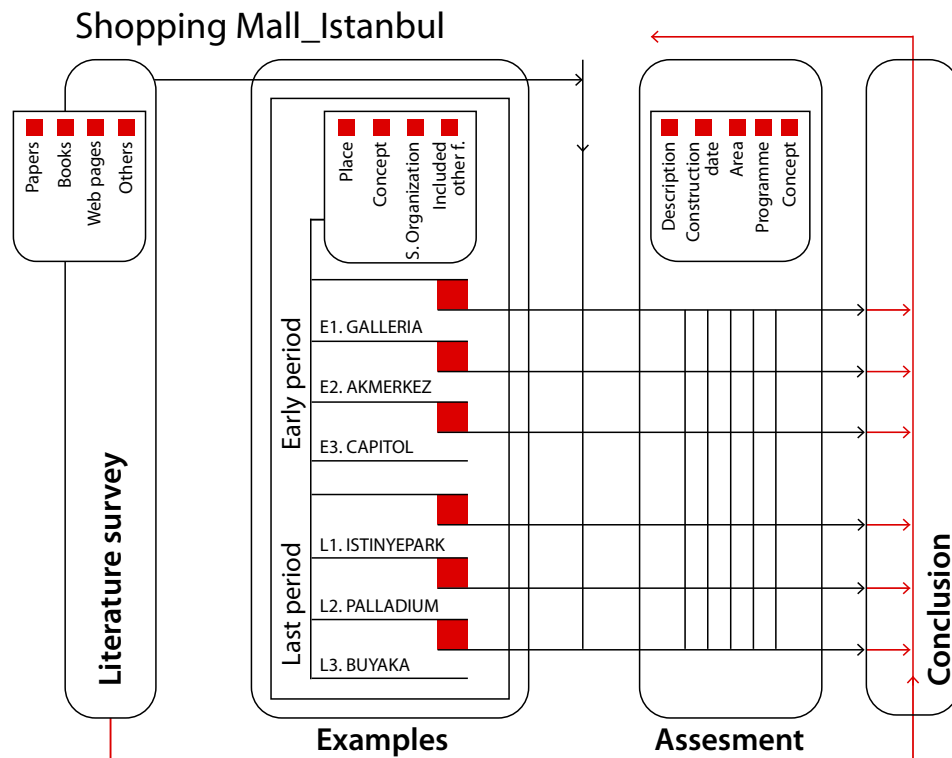 Shopping Mall_Istanbul
Papers
Books
Web pages
Others
Literature survey
Place
Concept
S. Organization
Included
other f.
Early period
E1. GALLERIA
E2. AKMERKEZ
E3. CAPITOL
Last period
L1. ISTINYEPARK
L2. PALLADIUM
L3. BUYAKA
Examples
Description
Construction
date
Area
Programme
Concept
Assesment
Conclusion